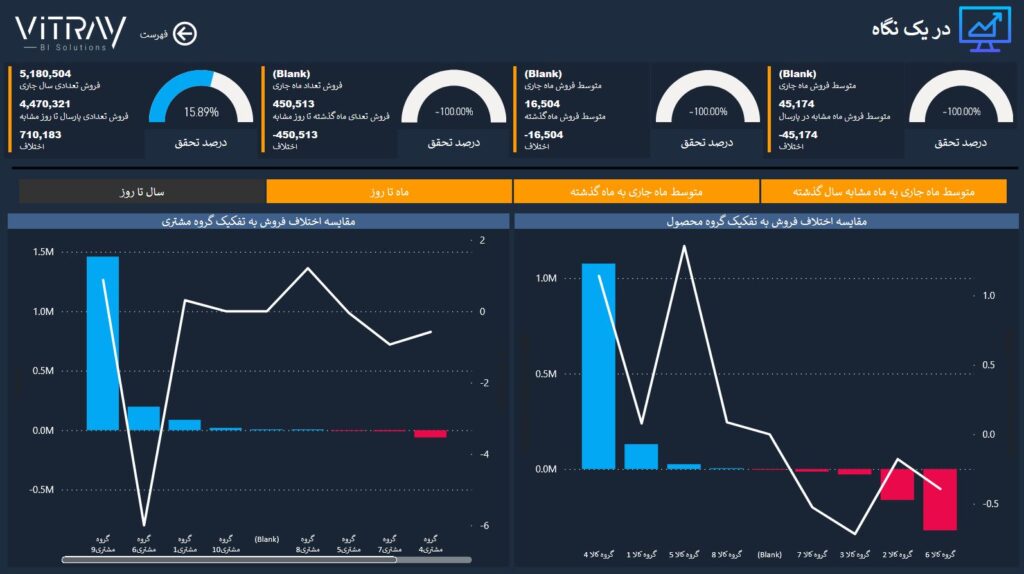 ViTRAY
BI Solutions
فهرست
در یک نگاه
5,180,504
فروش تعدادی سال جاری
4,470,321
فروش تعدادی پارسال تا روز مشابه
710,183
اختلاف
15.89%
درصد تحقق
(Blank)
فروش تعداد ماه جاری
450,513
فروش تعدی ماه گذشته تا روز مشابه
-450,513
اختلاف
-100.00%
درصد تحقق
(Blank)
متوسط فروش ماه جاری
16,504
متوسط فروش ماه گذشته
-16,504
اختلاف
-100.00%
درصد تحقق
(Blank)
متوسط فروش ماه جاری
45,174
متوسط فروش ماه مشابه در پارسال
-45,174
اختلاف
-100.00%
درصد تحقق
سال تا روز
ماه تا روز
متوسط ماه جاری به ماه گذشته
متوسط ماه جاری به ماه مشابه سال گذشته
مقایسه اختلاف فروش به تفکیک گروه مشتری
1.5M
1.0M
0.5M
0.0M
-0.5M
2
0
-2
-4
-6
گروه مشتری9
گروه مشتری6
گروه مشتری1
گروه مشتری10
(Blank)
گروه مشتری8
گروه مشتری5
گروه مشتری7
گروه مشتری4
مقایسه اختلاف فروش به تفکیک گروه محصول
1.0M
0.5M
0.0M
1.0
0.5
0.0
-0.5
گروه کالا 4
گروه کالا 1
گروه کالا 5
گروه کالا 8
(Blank)
گروه کالا 7
گروه کالا 3
گروه کالا 2
گروه کالا 6